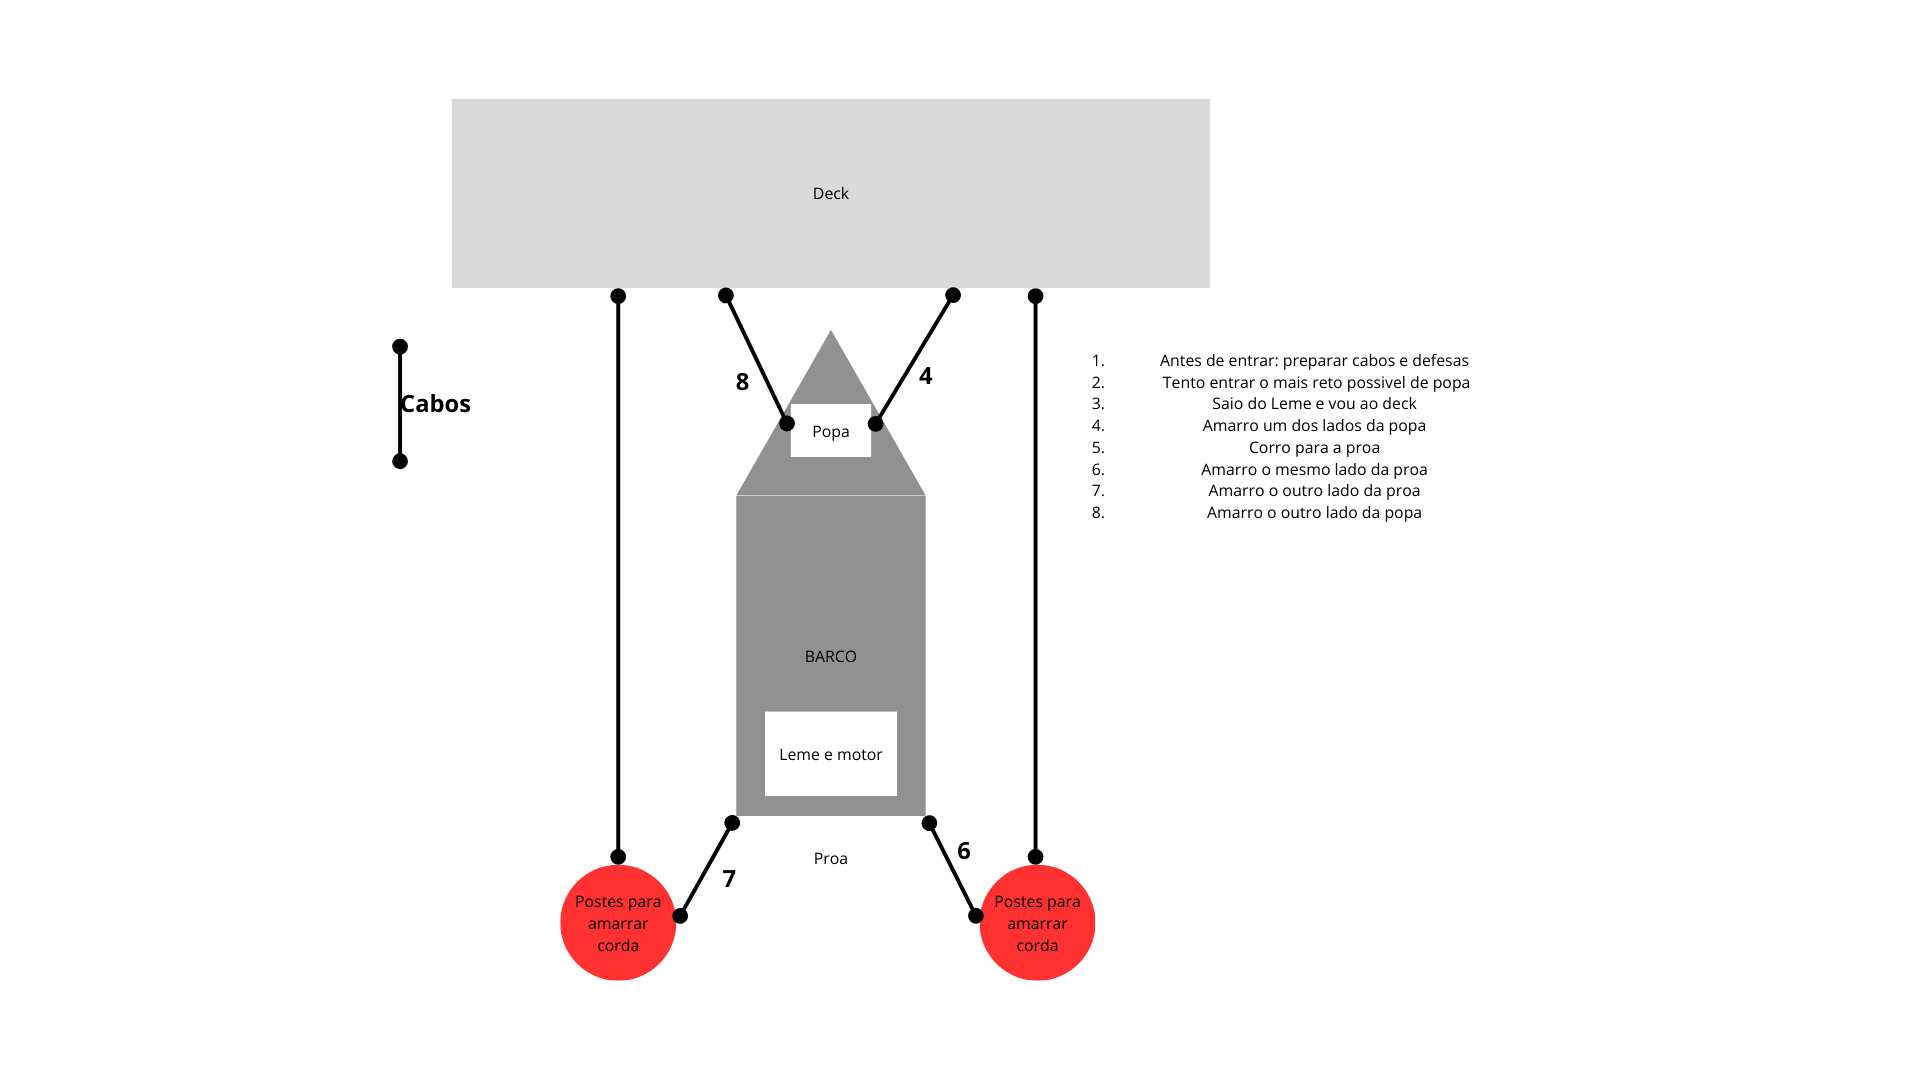 Deck
Cabos
8
4
Popa
1. Antes de entrar: preparar cabos e defesas
2. Tento entrar o mais reto possivel de popa
3. Saio do Leme e vou ao deck
4. Amarro um dos lados da popa
5. Corro para a proa
6. Amarro o mesmo lado da proa
7. Amarro o outro lado da proa
8. Amarro o outro lado da popa
BARCO
Leme e motor
Proa
6
7
Postes para
amarrar
corda
Postes para
amarrar
corda